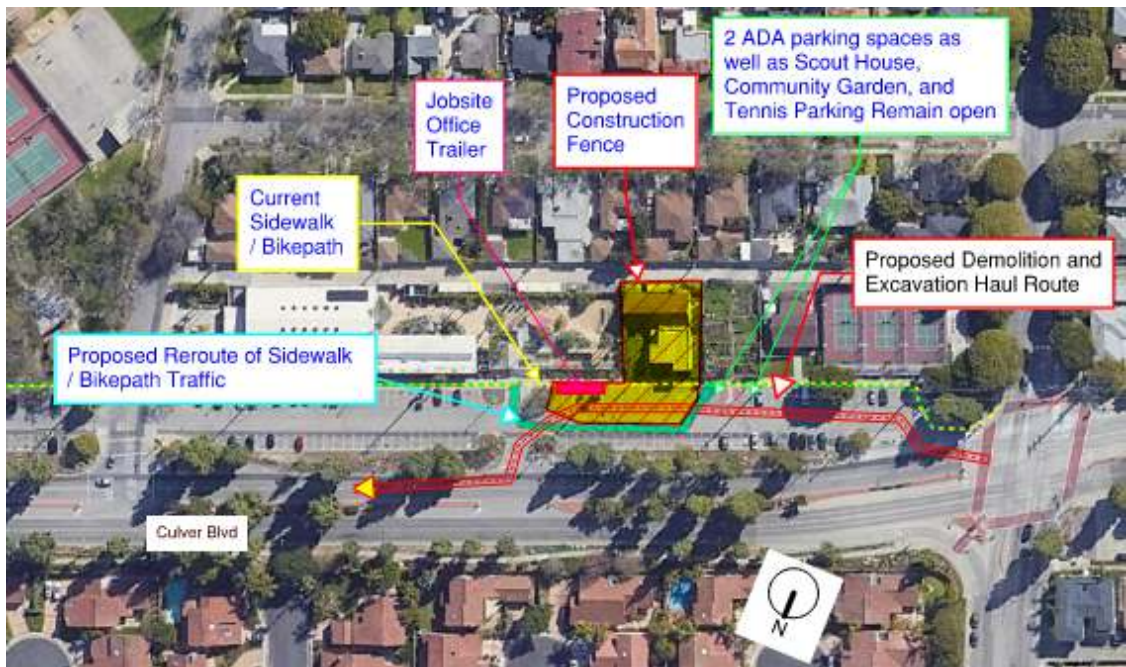 2 ADA parking spaces as
well as Scout House,
Community Garden, and
Tennis Parking Remain open
Jobsite
Office
Trailer
Proposed
Construction
Fence
Current
Sidewalk
/ Bikepath
Proposed Demolition and
Excavation Haul Route
Proposed Reroute of Sidewalk
/ Bikepath Traffic
Culver Blvd
N